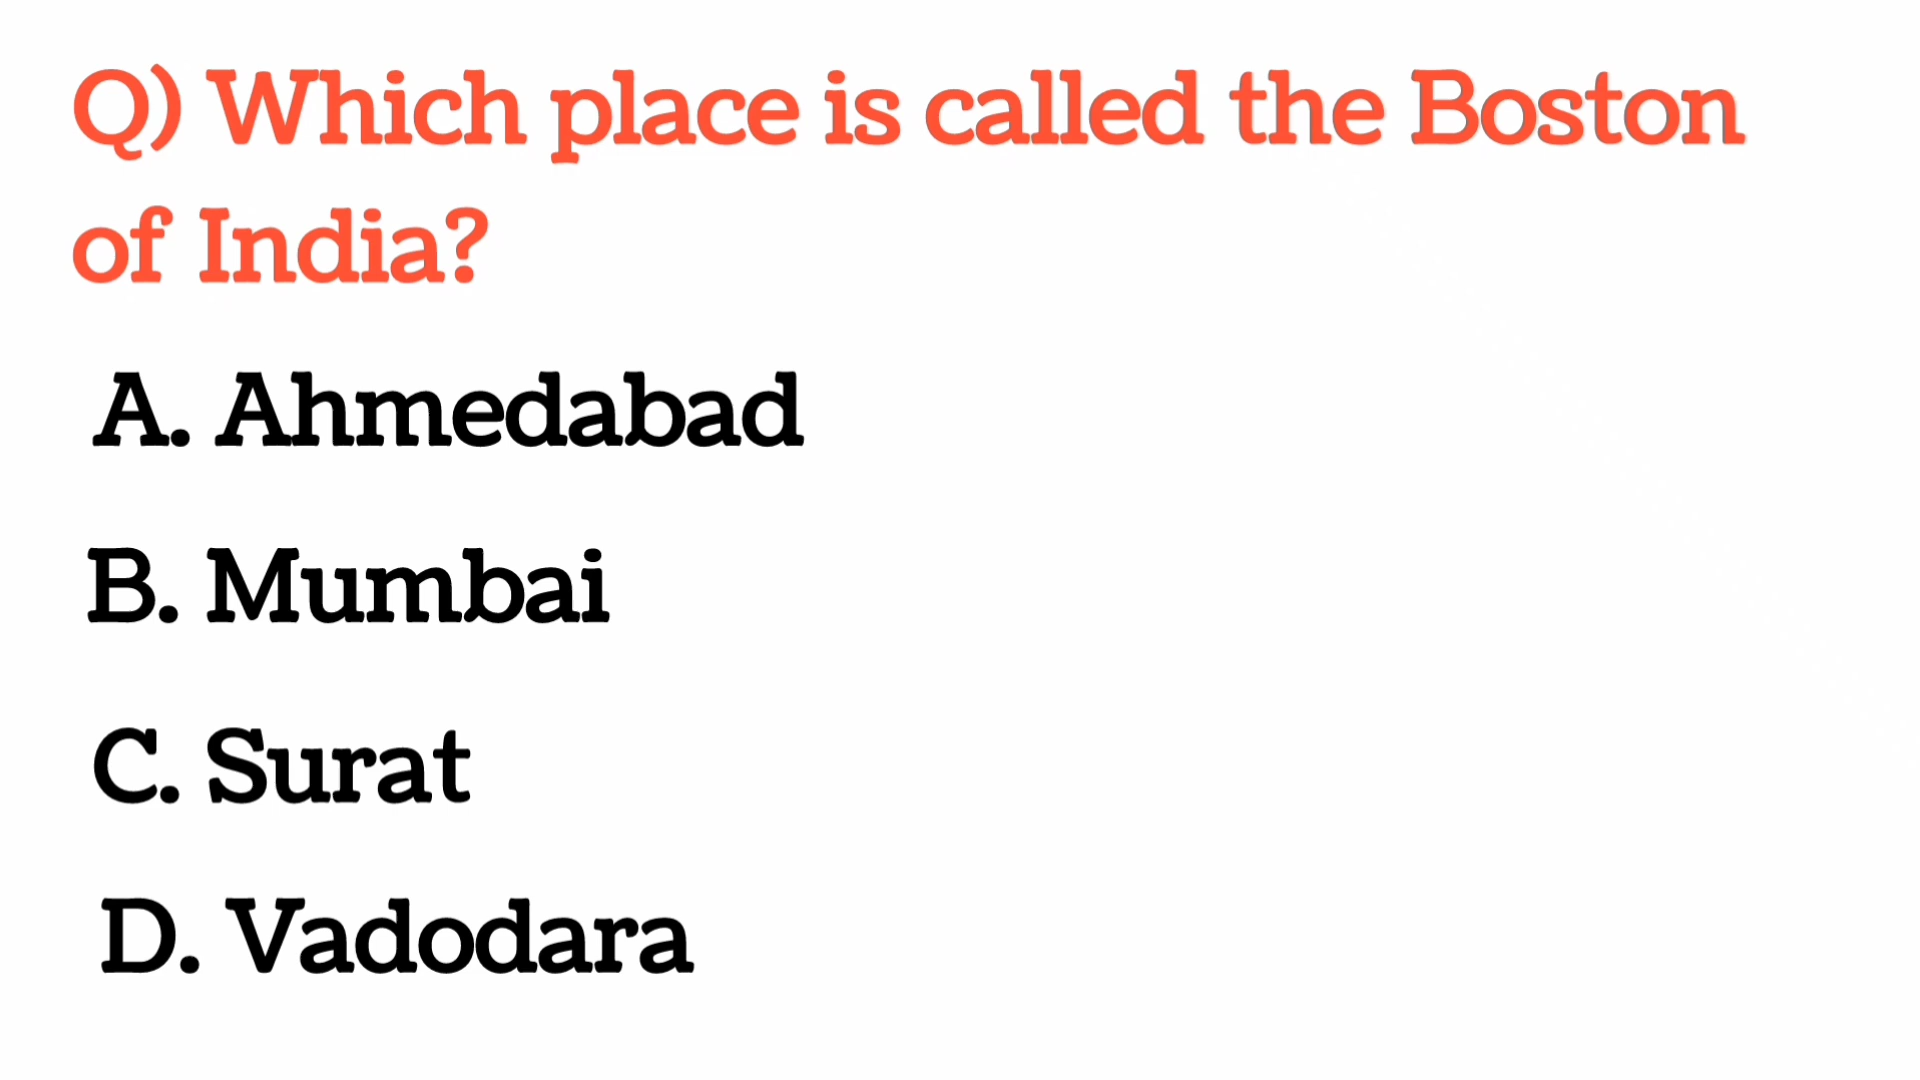 Q) Which place is called the Boston
of India?
A. Ahmedabad
B. Mumbai
C. Surat
D. Vadodara